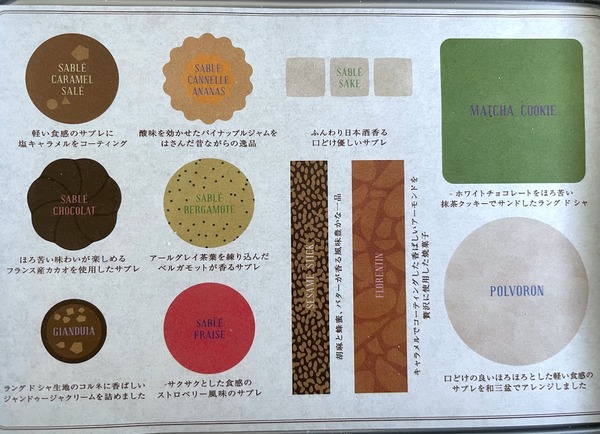 SABLÉ
CARAMEL
SALÉ
軽い食感のサブレに
塩キャラメルをコーティング
SABLÉ
CANNELLE
ANANAS
酸味を効かせたパイナップルジャムを
はさんだ昔ながらの逸品
SABLÉ
SAKE
ふんわり日本酒香る
口どけ優しいサブレ
MATCHA COOKIE
ホワイトチョコレートをほろ苦い
抹茶クッキーでサンドしたラング ド シャ
SABLÉ
CHOCOLAT
ほろ苦い味わいが楽しめる
フランス産カカオを使用したサブレ
SABLÉ
BERGAMOTE
アールグレイ茶葉を練り込んだ
ベルガモットが香るサブレ
SESAME STICK
胡麻と蜂蜜、バターが香る風味豊かな一品
FLORENTIN
キャラメルでコーティングした香ばしいアーモンドを
贅沢に使用した焼菓子
POLVORON
口どけの良いほろほろとした軽い食感の
サブレを和三盆でアレンジしました
GIANDUJA
ラング ド シャ生地のコルネに香ばしい
ジャンドゥージャクリームを詰めました
SABLÉ
FRAISE
サクサクとした食感の
ストロベリー風味のサブレ